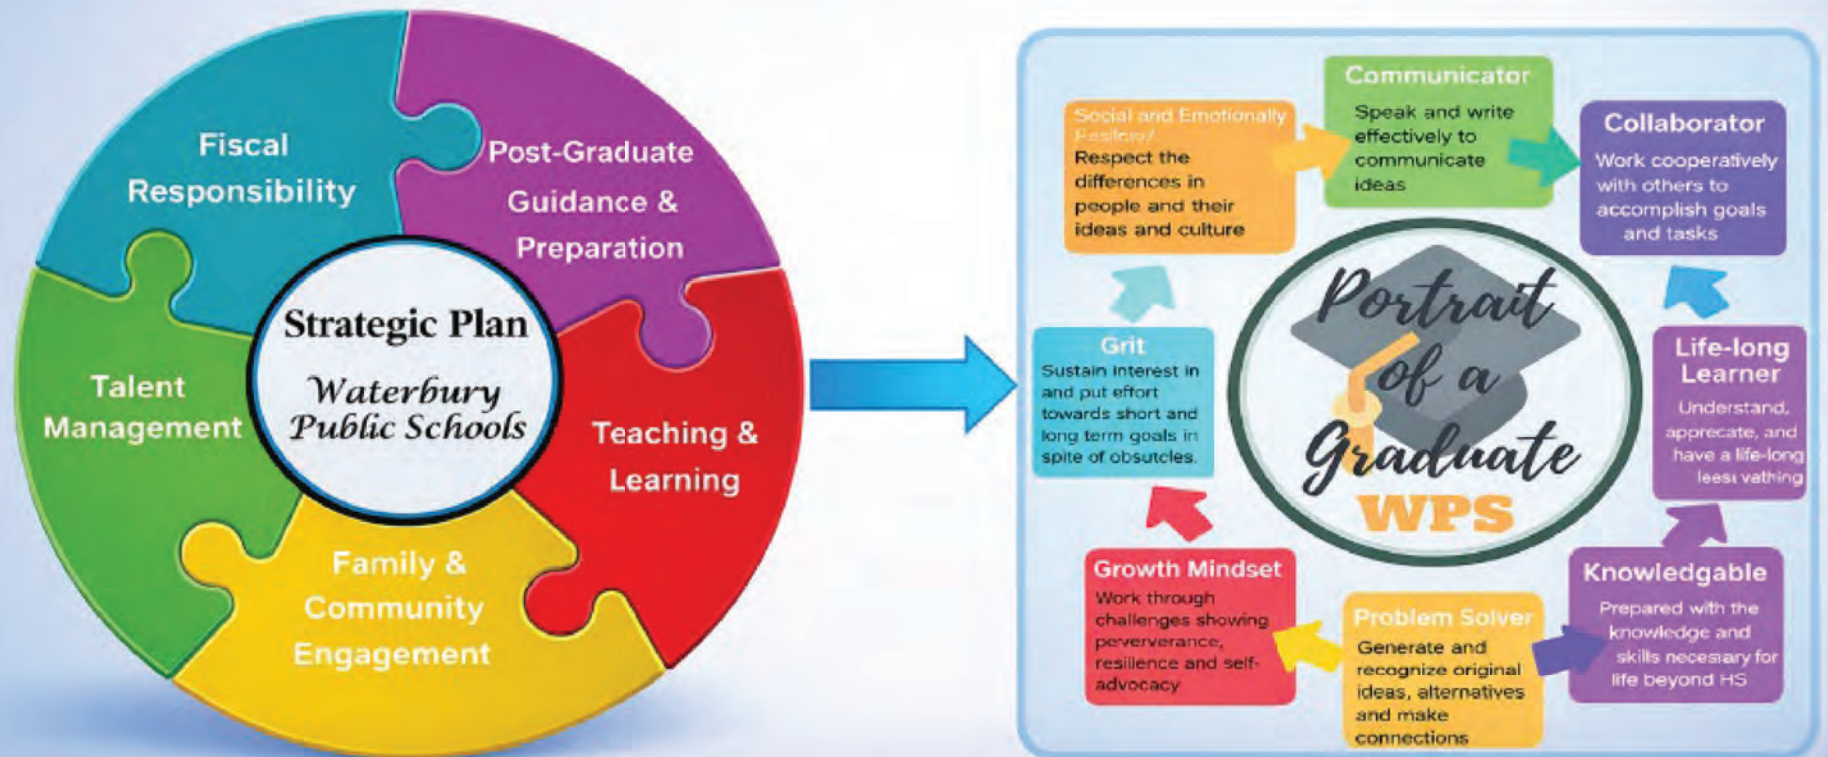 Fiscal
Responsibility
Post-Graduate
Guidance &
Preparation
Talent
Management
Strategic Plan
Waterbury
Public Schools
Teaching &
Learning
Family &
Community
Engagement
Social and Emotionally
Respect the
differences in
people and their
ideas and culture
Communicator
Speak and write
effectively to
communicate
ideas
Collaborator
Work cooperatively
with others to
accomplish goals
and tasks
Grit
Sustain interest in
and put effort
towards short and
long term goals in
spite of obsutcles.
Portrait
of a
Graduate
WPS
Life-long
Learner
Understand,
apprecate, and
have a life-long
Growth Mindset
Work through
challenges showing
perververance,
resilience and self-
advocacy
Problem Solver
Generate and
recognize original
ideas, alternatives
and make
connections
Knowledgable
Prepared with the
knowledge and
skills necesiary for
life beyond HS